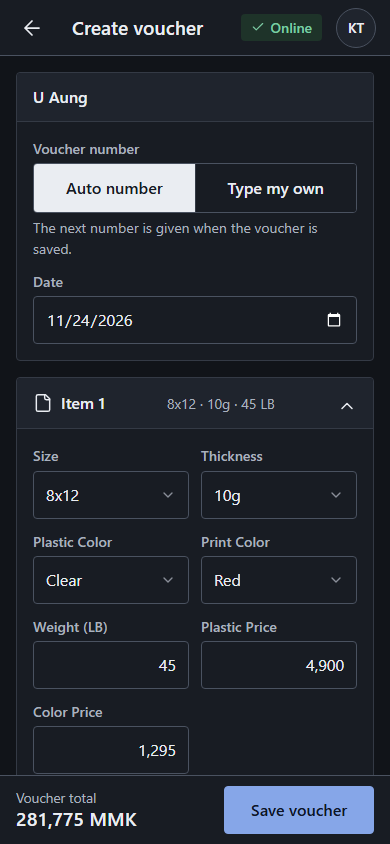 Create voucher
Online
KT
U Aung
Voucher number
Auto number
Type my own
The next number is given when the voucher is
saved.
Date
11/24/2026
Item 1
8x12 · 10g · 45 LB
Size
Thickness
8x12
10g
Plastic Color
Print Color
Clear
Red
Weight (LB)
Plastic Price
45
4,900
Color Price
1,295
Voucher total
281,775 MMK
Save voucher